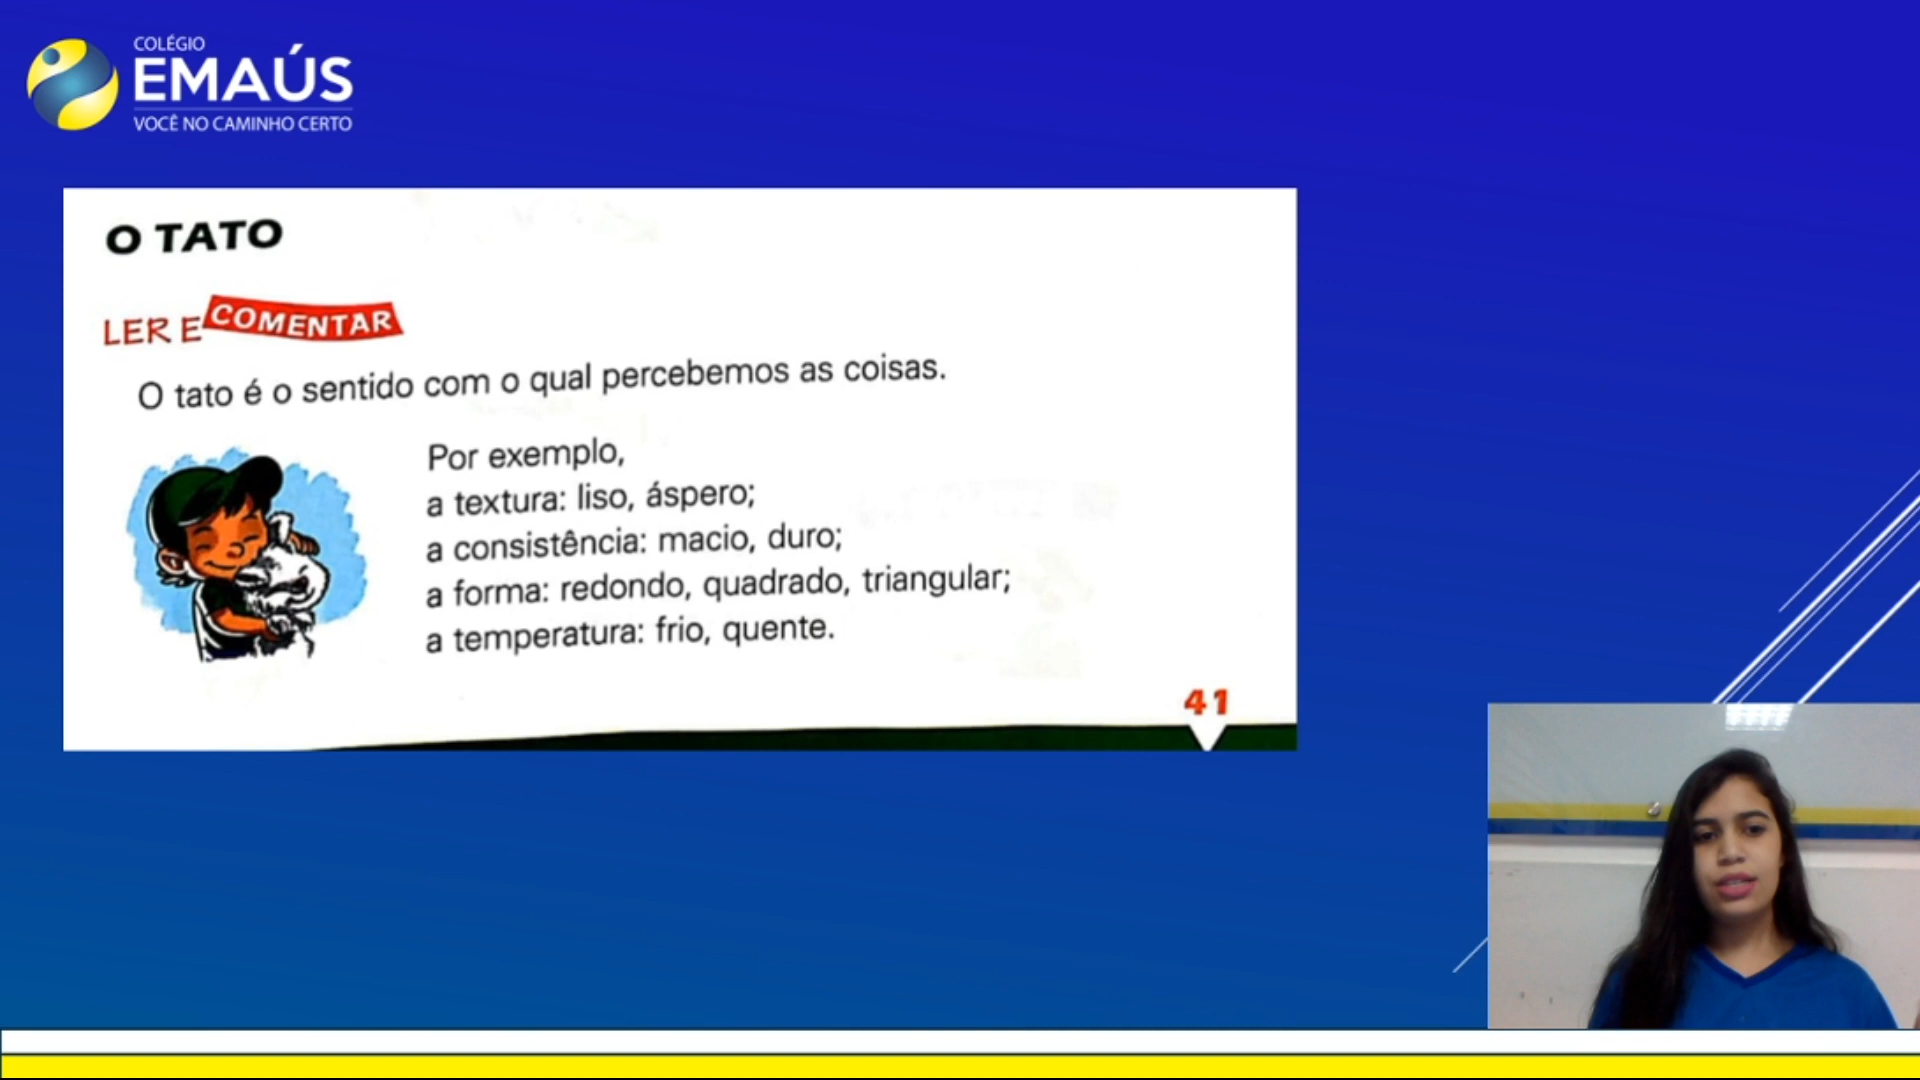 COLÉGIO
EMAÚS
VOCÊ NO CAMINHO CERTO
O TATO
LER E COMENTAR
O tato é o sentido com o qual percebemos as coisas.
Por exemplo,
a textura: liso, áspero;
a consistência: macio, duro;
a forma: redondo, quadrado, triangular;
a temperatura: frio, quente.
41